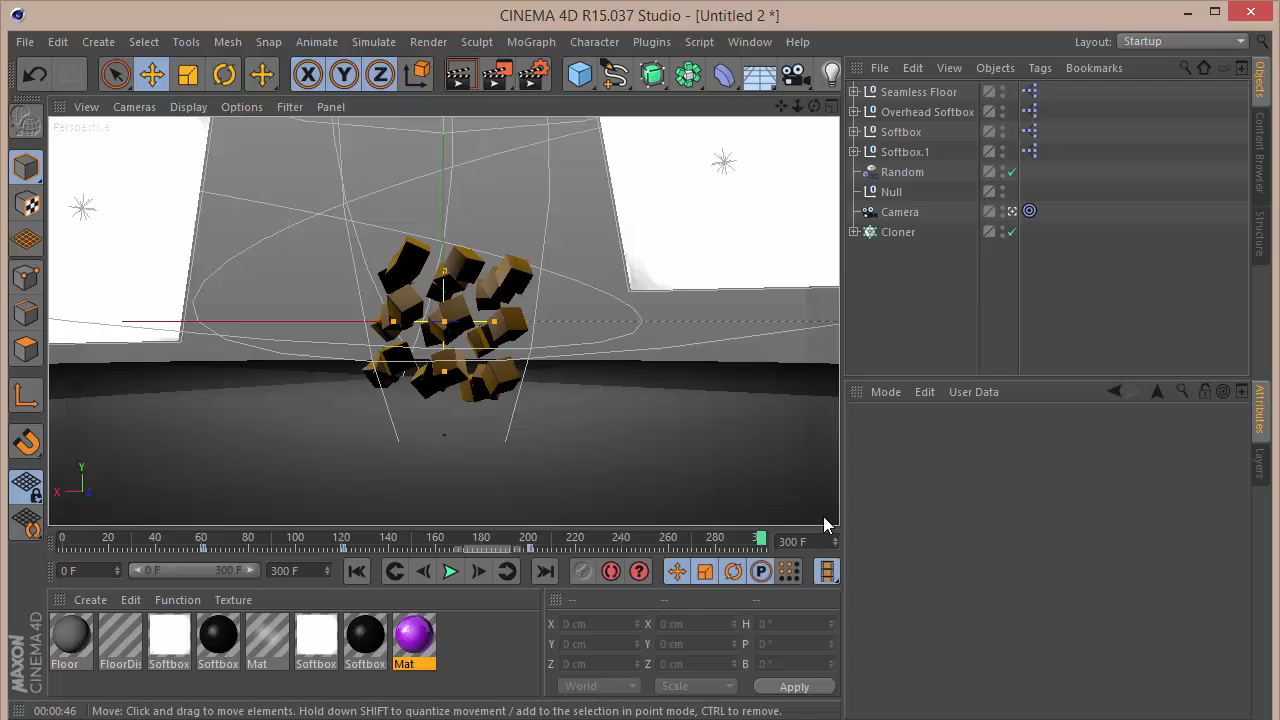 CINEMA 4D R15.037 Studio - [Untitled 2 *]
File Edit Create Select Tools Mesh Snap Animate Simulate Render Sculpt MoGraph Character Plugins Script Window Help
Layout: Startup
File Edit View Objects Tags Bookmarks
View Cameras Display Options Filter Panel
Perspective
Seamless Floor
Overhead Softbox
Softbox
Softbox.1
Random
Null
Camera
Cloner
Objects
Content Browser
Structure
Mode Edit User Data
Attributes
Layers
X Y Z
Y
X Z
0 20 40 60 80 100 120 140 160 180 200 220 240 260 280
300 F
0 F 0 F 300 F 300 F
Create Edit Function Texture
Floor FloorDis Softbox Softbox Mat Softbox Softbox Mat
-- -- --
X 0 cm X 0 cm H 0 °
Y 0 cm Y 0 cm P 0 °
Z 0 cm Z 0 cm B 0 °
World Scale Apply
MAXON
CINEMA 4D
00:00:46 Move: Click and drag to move elements. Hold down SHIFT to quantize movement / add to the selection in point mode, CTRL to remove.